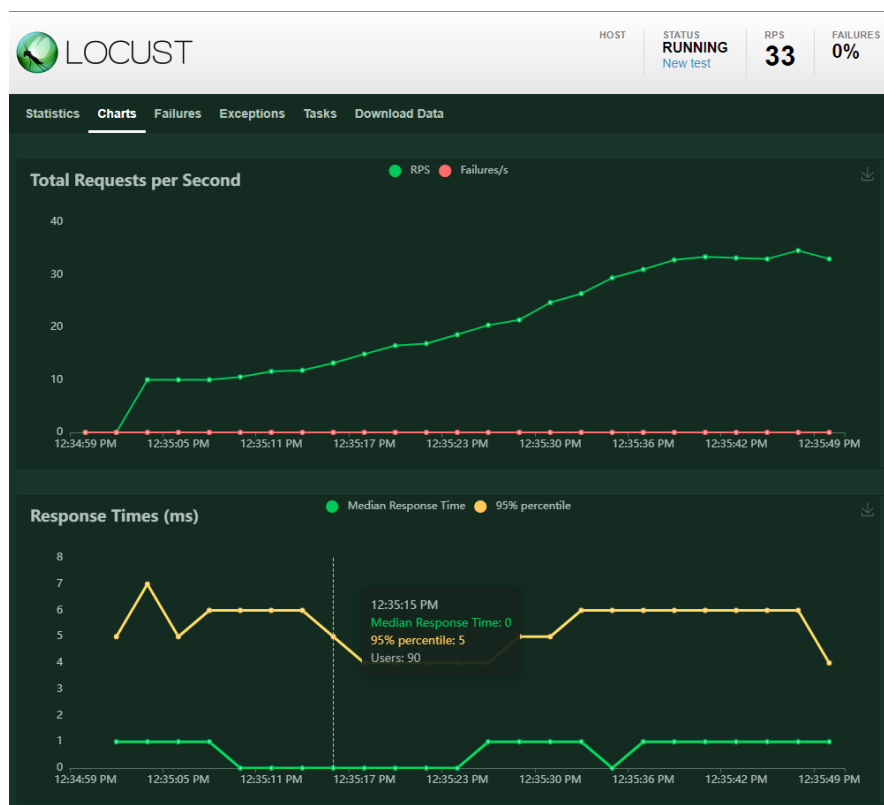 LOCUST
HOST
STATUS
RUNNING
New test
RPS
33
FAILURES
0%
Statistics Charts Failures Exceptions Tasks Download Data
Total Requests per Second
RPS Failures/s
40
30
20
10
0
12:34:59 PM 12:35:05 PM 12:35:11 PM 12:35:17 PM 12:35:23 PM 12:35:30 PM 12:35:36 PM 12:35:42 PM 12:35:49 PM
Response Times (ms)
Median Response Time 95% percentile
8
7
6
5
4
3
2
1
0
12:35:15 PM
Median Response Time: 0
95% percentile: 5
Users: 90
12:34:59 PM 12:35:05 PM 12:35:11 PM 12:35:17 PM 12:35:23 PM 12:35:30 PM 12:35:36 PM 12:35:42 PM 12:35:49 PM